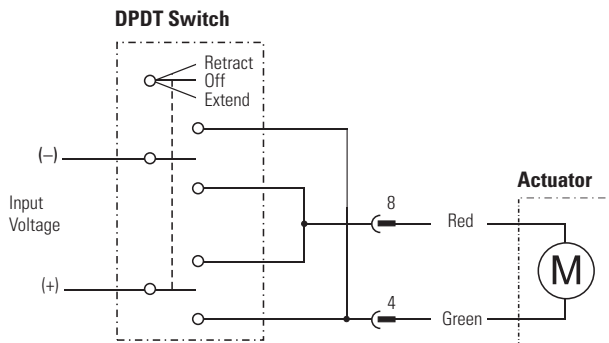 DPDT Switch
Retract
Off
Extend
(–)
Input
Voltage
(+)
8
Red
4
Green
Actuator
M